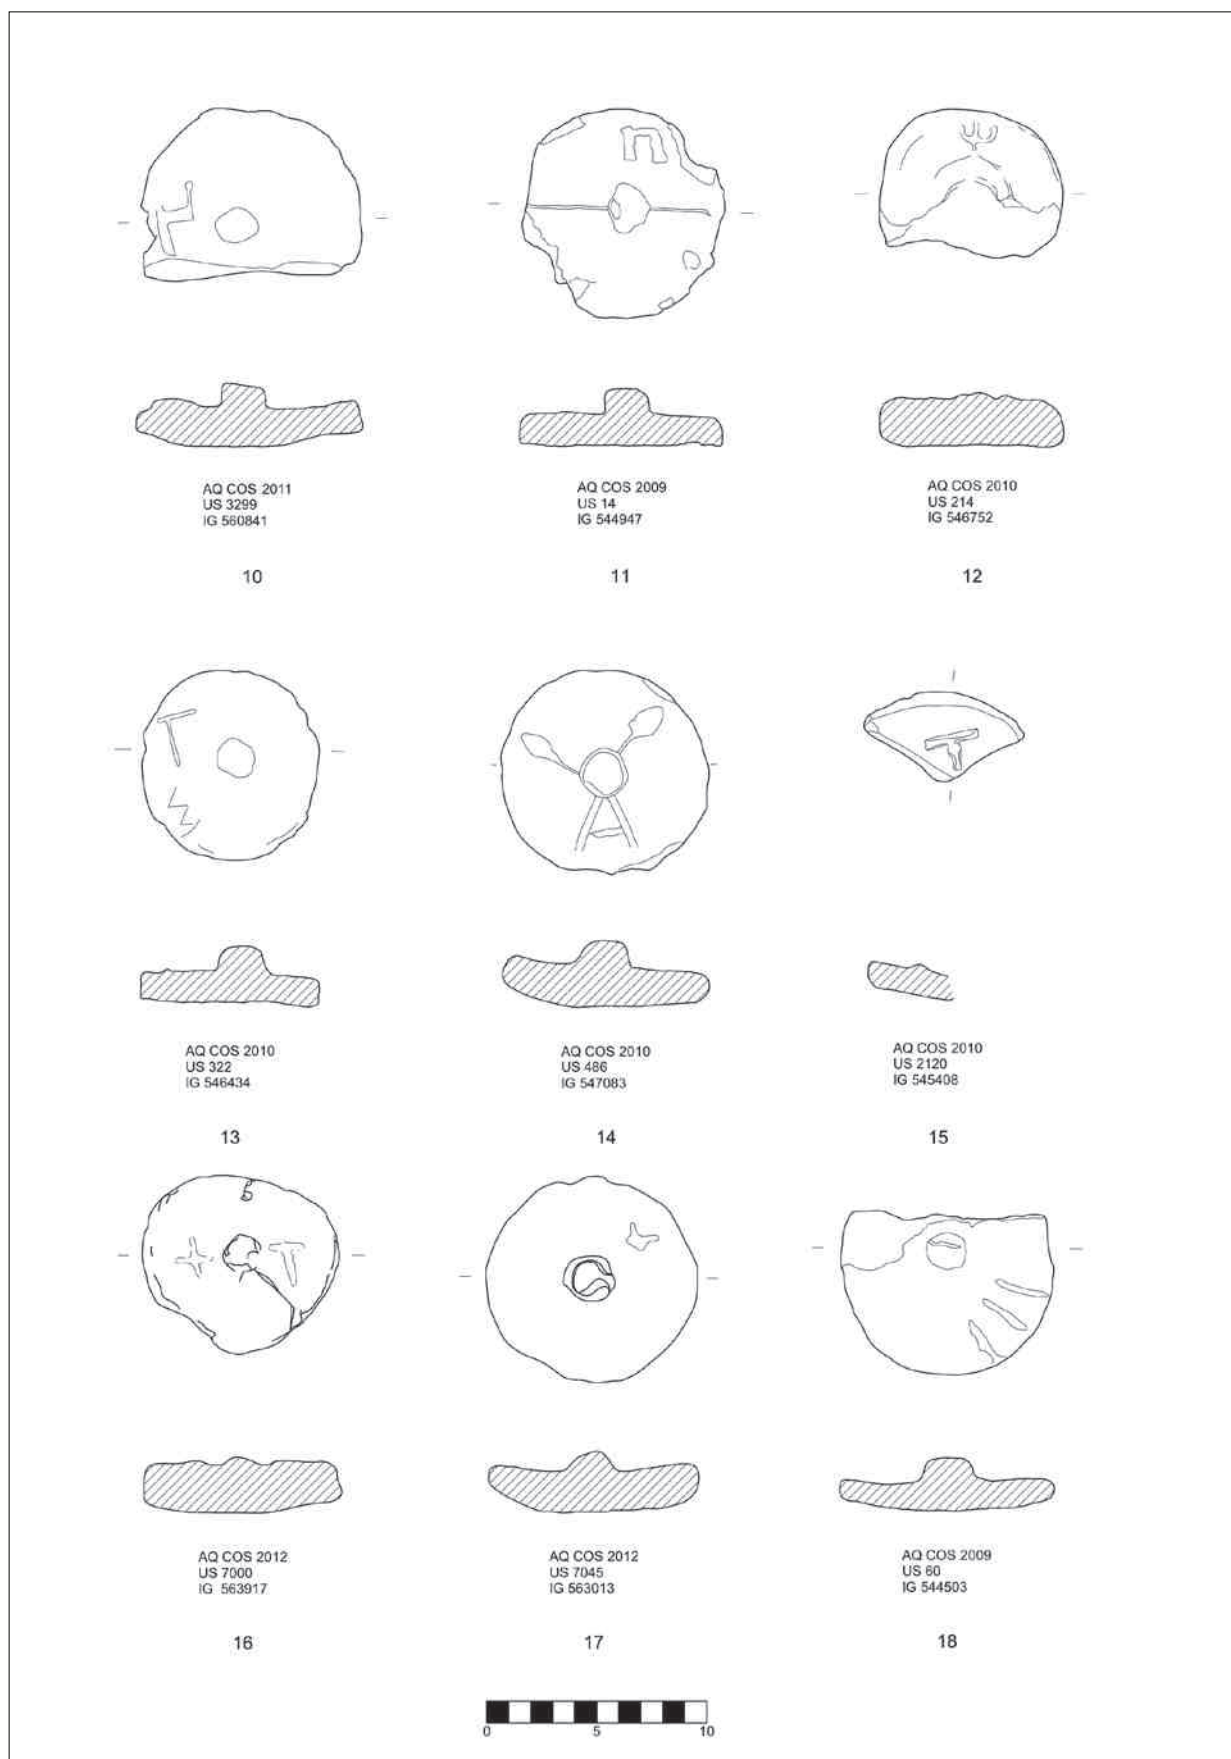 AQ COS 2011
US 3299
IG 560841
10
AQ COS 2009
US 14
IG 544947
11
AQ COS 2010
US 214
IG 546752
12
AQ COS 2010
US 322
IG 546434
13
AQ COS 2010
US 486
IG 547083
14
AQ COS 2010
US 2120
IG 545408
15
AQ COS 2012
US 7000
IG 563917
16
AQ COS 2012
US 7045
IG 563013
17
AQ COS 2009
US 60
IG 544503
18
0 5 10